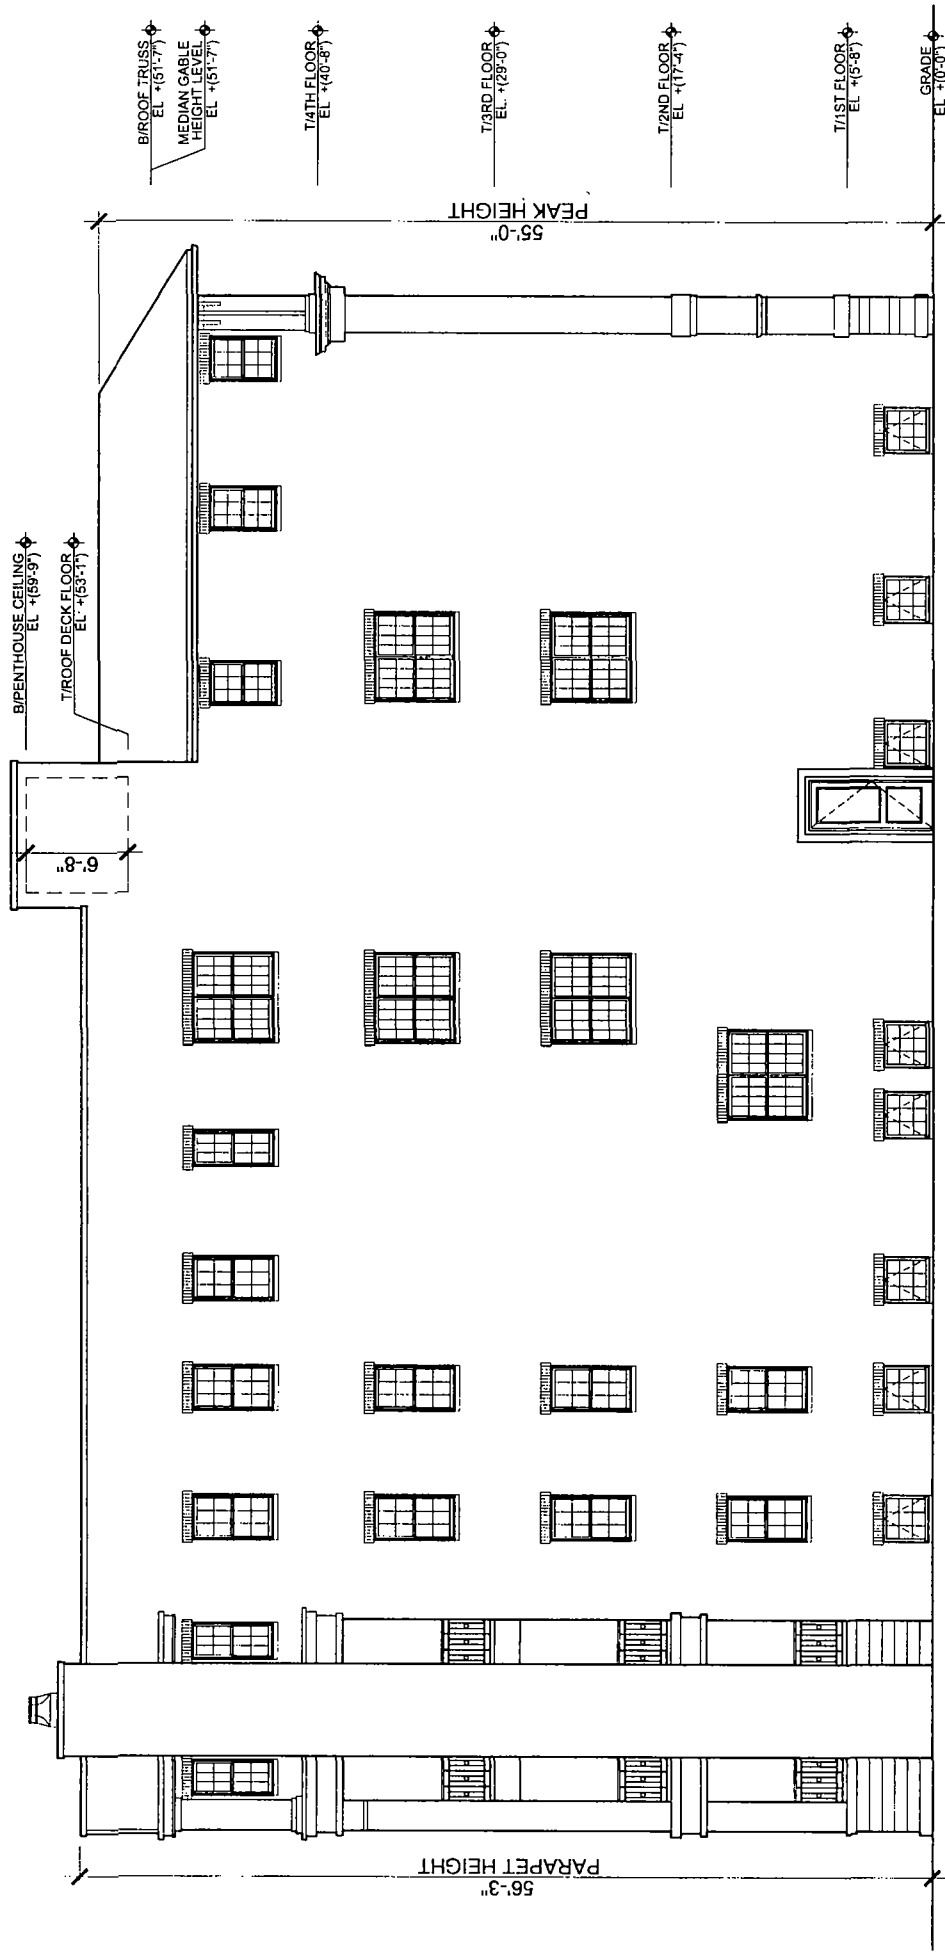 B/PENTHOUSE CEILING
EL +(59'-9")
T/ROOF DECK FLOOR
EL +(53'-1")
B/ROOF TRUSS
EL +(51'-7")
MEDIAN GABLE
HEIGHT LEVEL
EL +(51'-7")
T/4TH FLOOR
EL +(40'-8")
T/3RD FLOOR
EL +(29'-0")
T/2ND FLOOR
EL +(17'-4")
T/1ST FLOOR
EL +(5'-8")
GRADE
EL +(0'-0")
6'-8"
55'-0"
PEAK HEIGHT
56'-3"
PARAPET HEIGHT